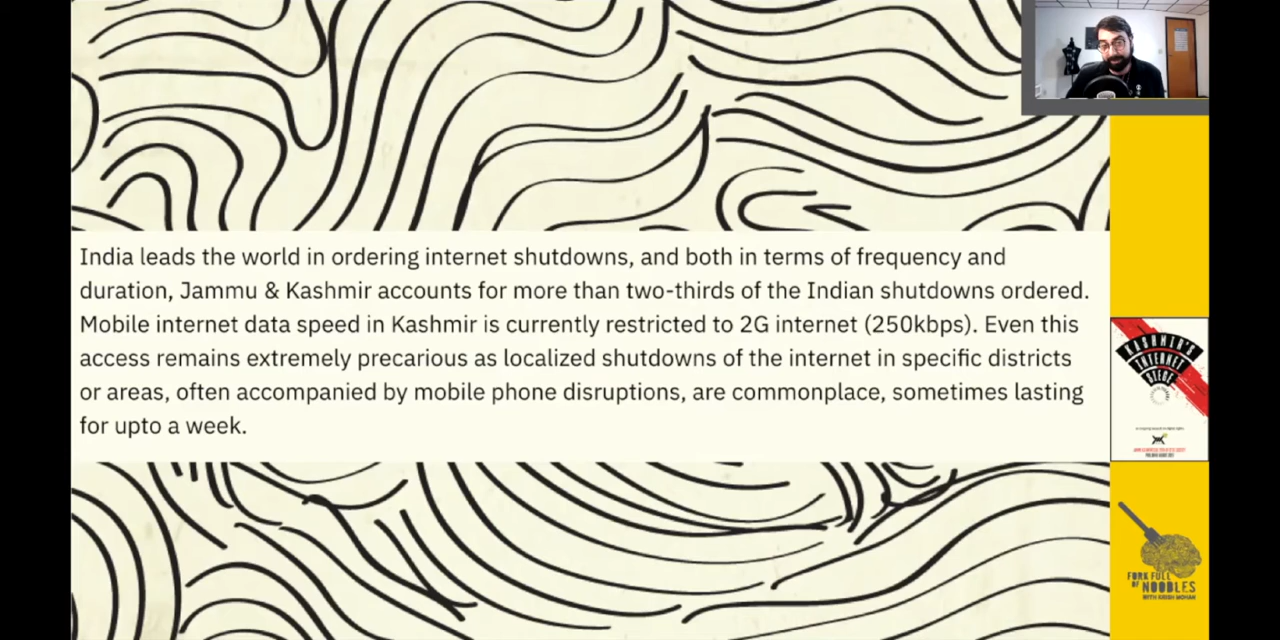 India leads the world in ordering internet shutdowns, and both in terms of frequency and
duration, Jammu & Kashmir accounts for more than two-thirds of the Indian shutdowns ordered.
Mobile internet data speed in Kashmir is currently restricted to 2G internet (250kbps). Even this
access remains extremely precarious as localized shutdowns of the internet in specific districts
or areas, often accompanied by mobile phone disruptions, are commonplace, sometimes lasting
for upto a week.
KASHMIR'S
INTERNET
SIEGE
FORK FULL
OF NOODLES
WITH KRISH MOHAN